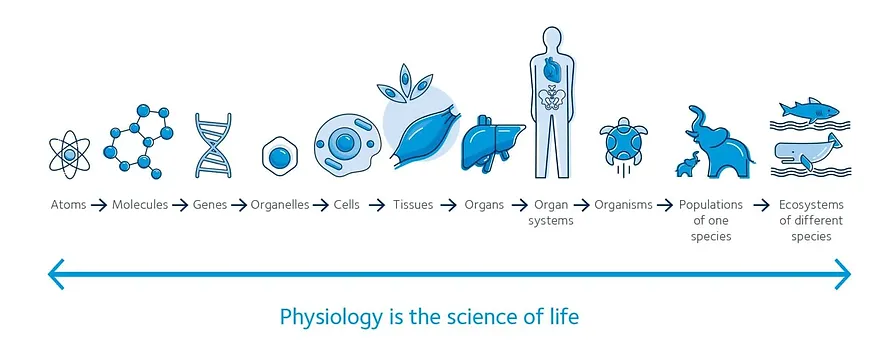 Atoms Molecules Genes Organelles Cells Tissues Organs Organ systems Organisms Populations of one species Ecosystems of different species
Physiology is the science of life